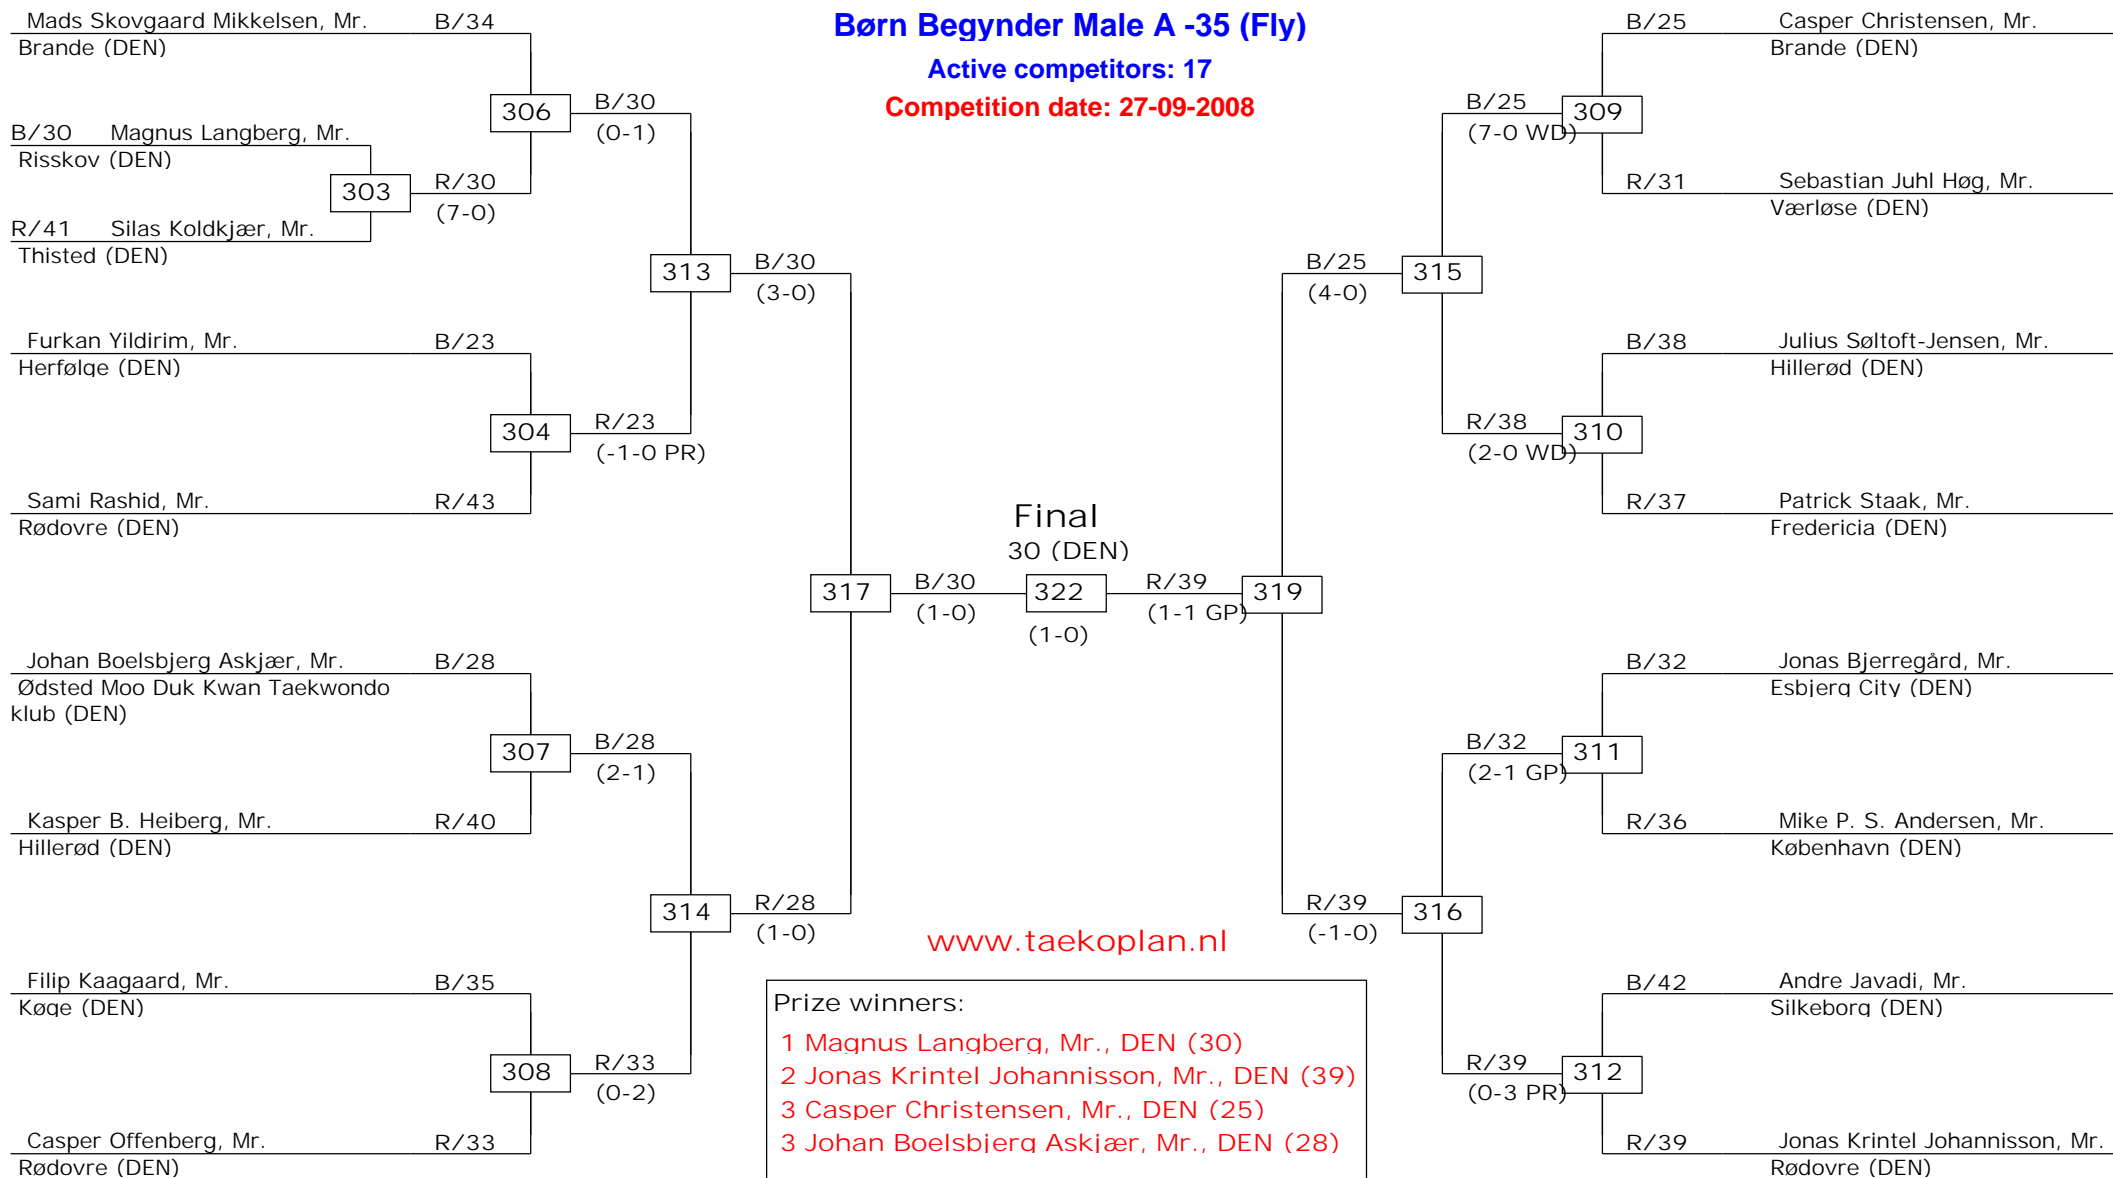 Børn Begynder Male A -35 (Fly)
Active competitors: 17
Competition date: 27-09-2008
Mads Skovgaard Mikkelsen, Mr. B/34
Brande (DEN)
306
B/30
(0-1)
B/30 Magnus Langberg, Mr.
Risskov (DEN)
303
R/30
(7-0)
R/41 Silas Koldkjær, Mr.
Thisted (DEN)
313
B/30
(3-0)
Furkan Yildirim, Mr. B/23
Herfølge (DEN)
304
R/23
(-1-0 PR)
Sami Rashid, Mr. R/43
Rødovre (DEN)
317
B/30
(1-0)
Johan Boelsbjerg Askjær, Mr. B/28
Ødsted Moo Duk Kwan Taekwondo
klub (DEN)
307
B/28
(2-1)
Kasper B. Heiberg, Mr. R/40
Hillerød (DEN)
314
R/28
(1-0)
Filip Kaagaard, Mr. B/35
Køge (DEN)
308
R/33
(0-2)
Casper Offenberg, Mr. R/33
Rødovre (DEN)
Final
30 (DEN)
322
(1-0)
B/25 Casper Christensen, Mr.
Brande (DEN)
B/25
309
(7-0 WD)
R/31 Sebastian Juhl Høg, Mr.
Værløse (DEN)
B/25
315
(4-0)
B/38 Julius Søltoft-Jensen, Mr.
Hillerød (DEN)
R/38
310
(2-0 WD)
R/37 Patrick Staak, Mr.
Fredericia (DEN)
R/39
319
(1-1 GP)
B/32 Jonas Bjerregård, Mr.
Esbjerg City (DEN)
B/32
311
(2-1 GP)
R/36 Mike P. S. Andersen, Mr.
København (DEN)
R/39
316
(-1-0)
B/42 Andre Javadi, Mr.
Silkeborg (DEN)
R/39
312
(0-3 PR)
R/39 Jonas Krintel Johannisson, Mr.
Rødovre (DEN)
www.taekoplan.nl
Prize winners:
1 Magnus Langberg, Mr., DEN (30)
2 Jonas Krintel Johannisson, Mr., DEN (39)
3 Casper Christensen, Mr., DEN (25)
3 Johan Boelsbjerg Askjær, Mr., DEN (28)